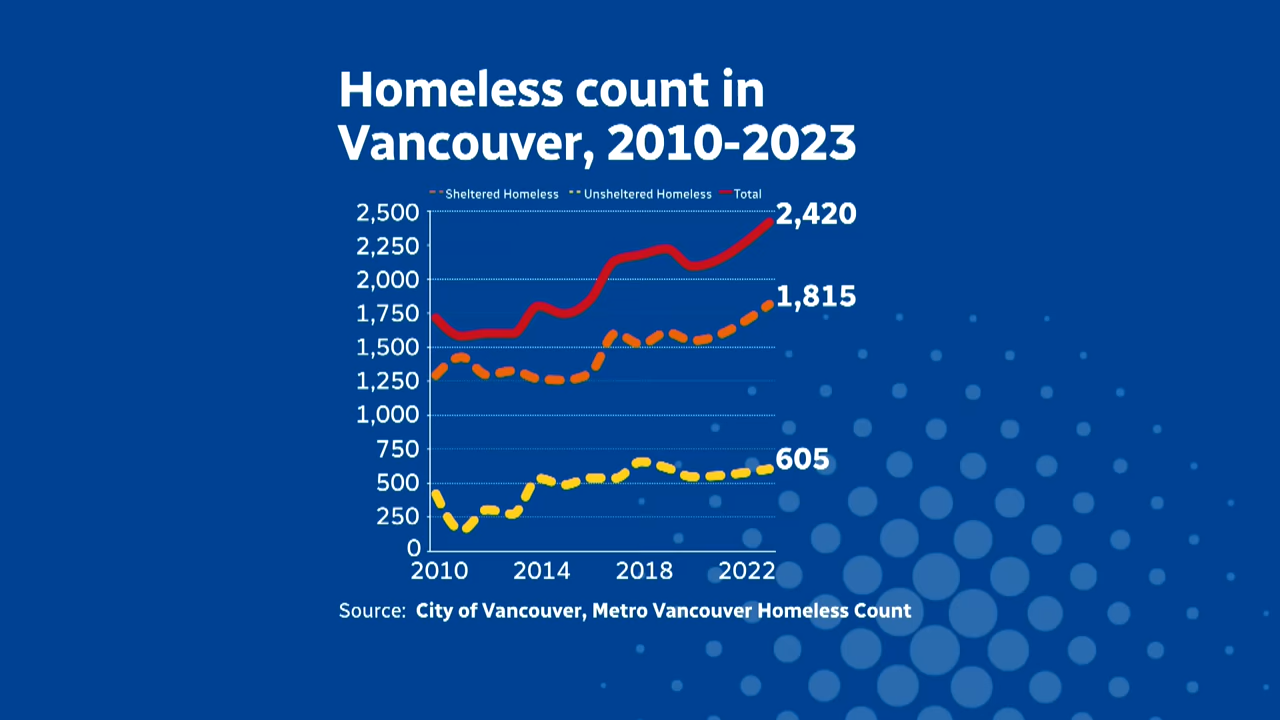 Homeless count in
Vancouver, 2010-2023
Sheltered Homeless Unsheltered Homeless Total
2,500
2,420
2,250
2,000
1,815
1,750
1,500
1,250
1,000
750
605
500
250
0
2010 2014 2018 2022
Source: City of Vancouver, Metro Vancouver Homeless Count